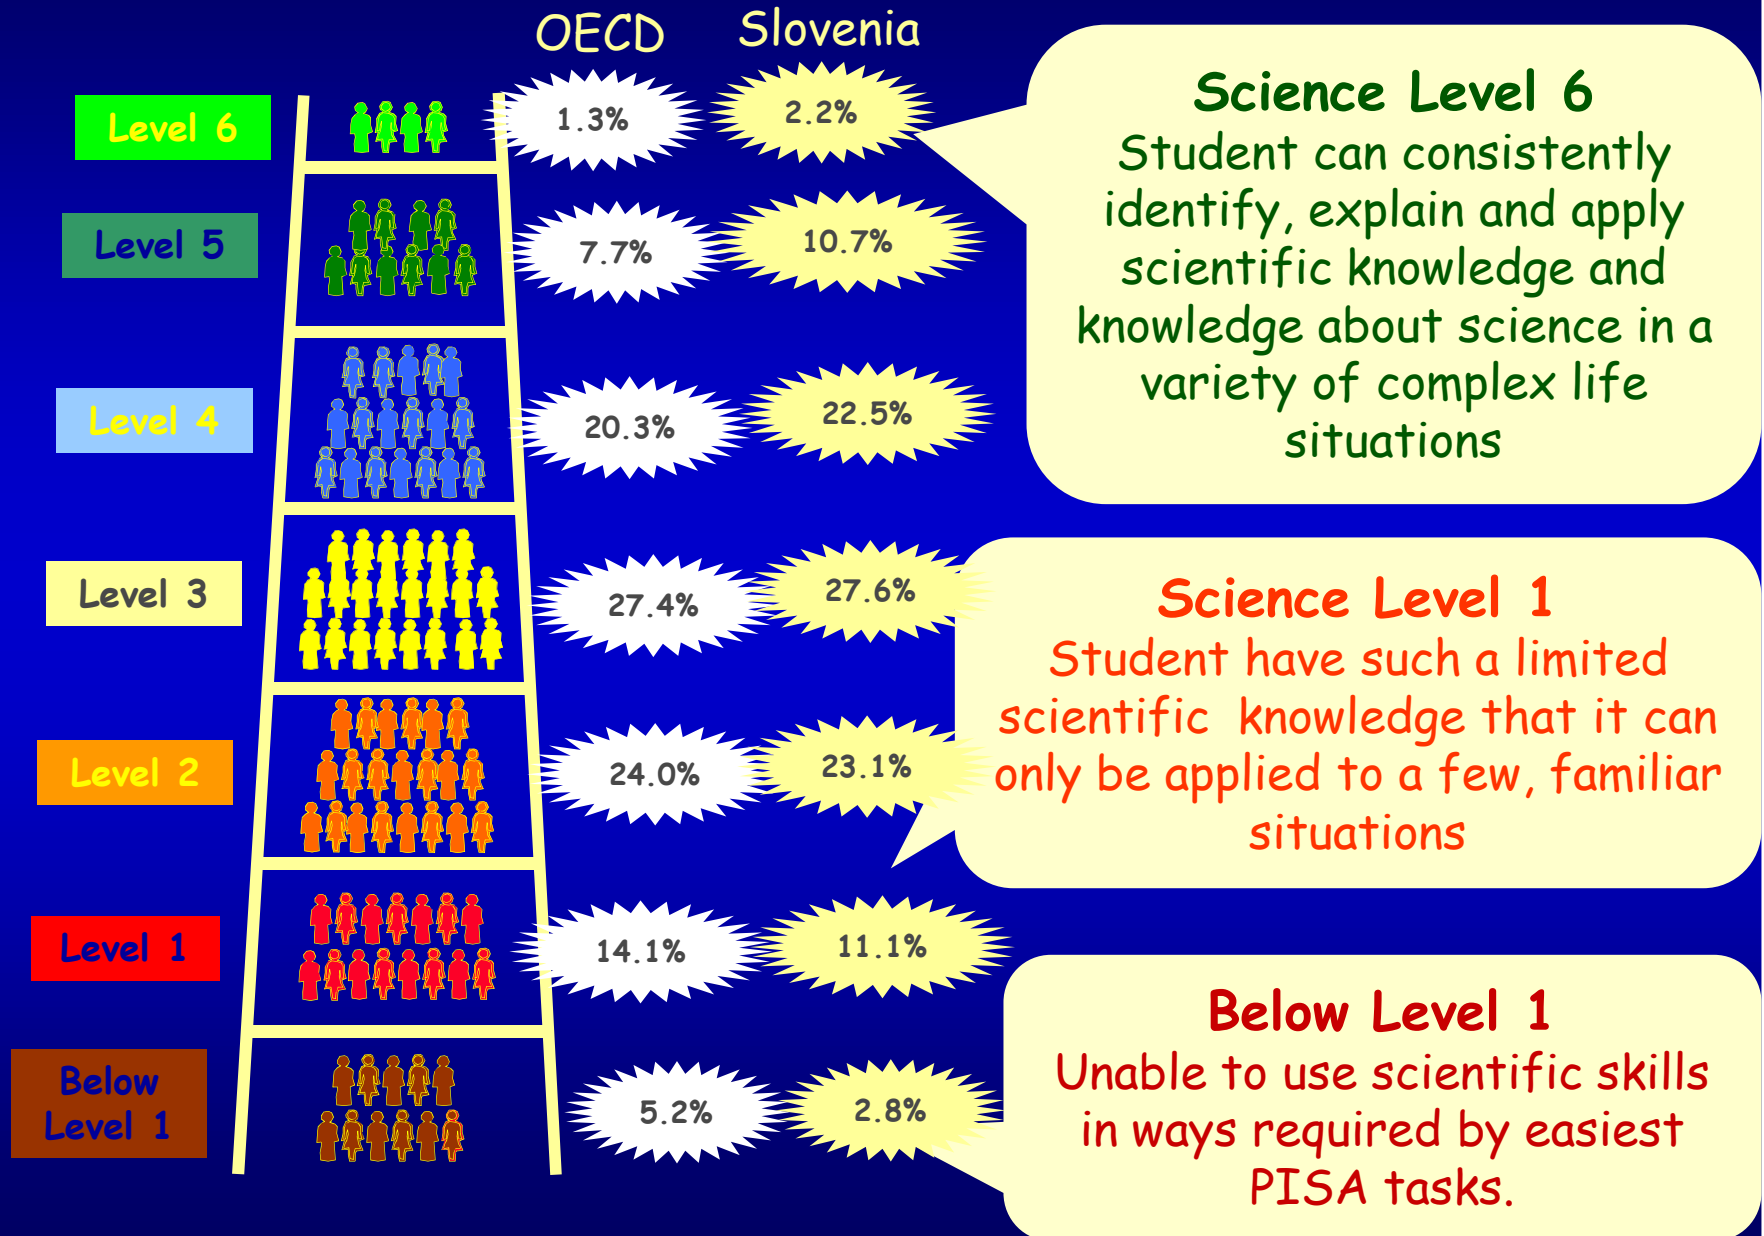 OECD Slovenia
Level 6
1.3%
2.2%
Level 5
7.7%
10.7%
Level 4
20.3%
22.5%
Level 3
27.4%
27.6%
Level 2
24.0%
23.1%
Level 1
14.1%
11.1%
Below
Level 1
5.2%
2.8%
Science Level 6
Student can consistently
identify, explain and apply
scientific knowledge and
knowledge about science in a
variety of complex life
situations
Science Level 1
Student have such a limited
scientific knowledge that it can
only be applied to a few, familiar
situations
Below Level 1
Unable to use scientific skills
in ways required by easiest
PISA tasks.